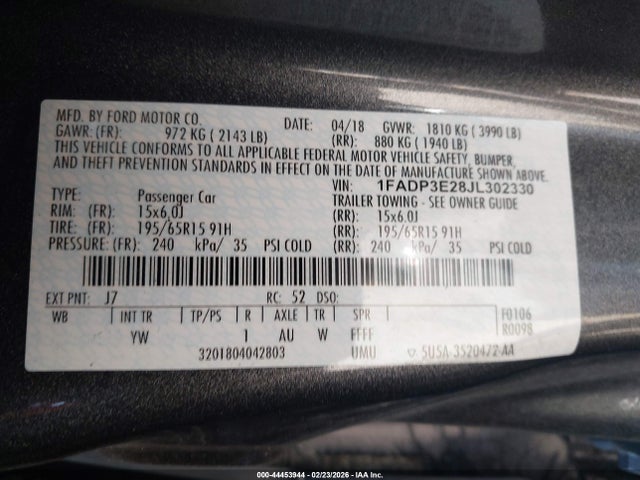 MFD. BY FORD MOTOR CO. DATE: 04/18 GVWR: 1810 KG ( 3990 LB)
GAWR: (FR): 972 KG ( 2143 LB) (RR): 880 KG ( 1940 LB)
THIS VEHICLE CONFORMS TO ALL APPLICABLE FEDERAL MOTOR VEHICLE SAFETY, BUMPER,
AND THEFT PREVENTION STANDARDS IN EFFECT ON THE DATE OF MANUFACTURE SHOWN ABOVE.
VIN: 1FADP3E28JL302330
TYPE: Passenger Car TRAILER TOWING - SEE OWNER GUIDE
RIM: (FR): 15x6.0J (RR): 15x6.0J
TIRE: (FR): 195/65R15 91H (RR): 195/65R15 91H
PRESSURE: (FR): 240 kPa/ 35 PSI COLD (RR): 240 kPa/ 35 PSI COLD
EXT PNT: J7 RC: 52 DSO:
WB INT TR TP/PS R AXLE TR SPR F0106
R0098
YW 1 AU W FFFF
3201804042803 UMU 5U5A-3520472-AA
000-44453944 - 02/23/2026 - IAA Inc.